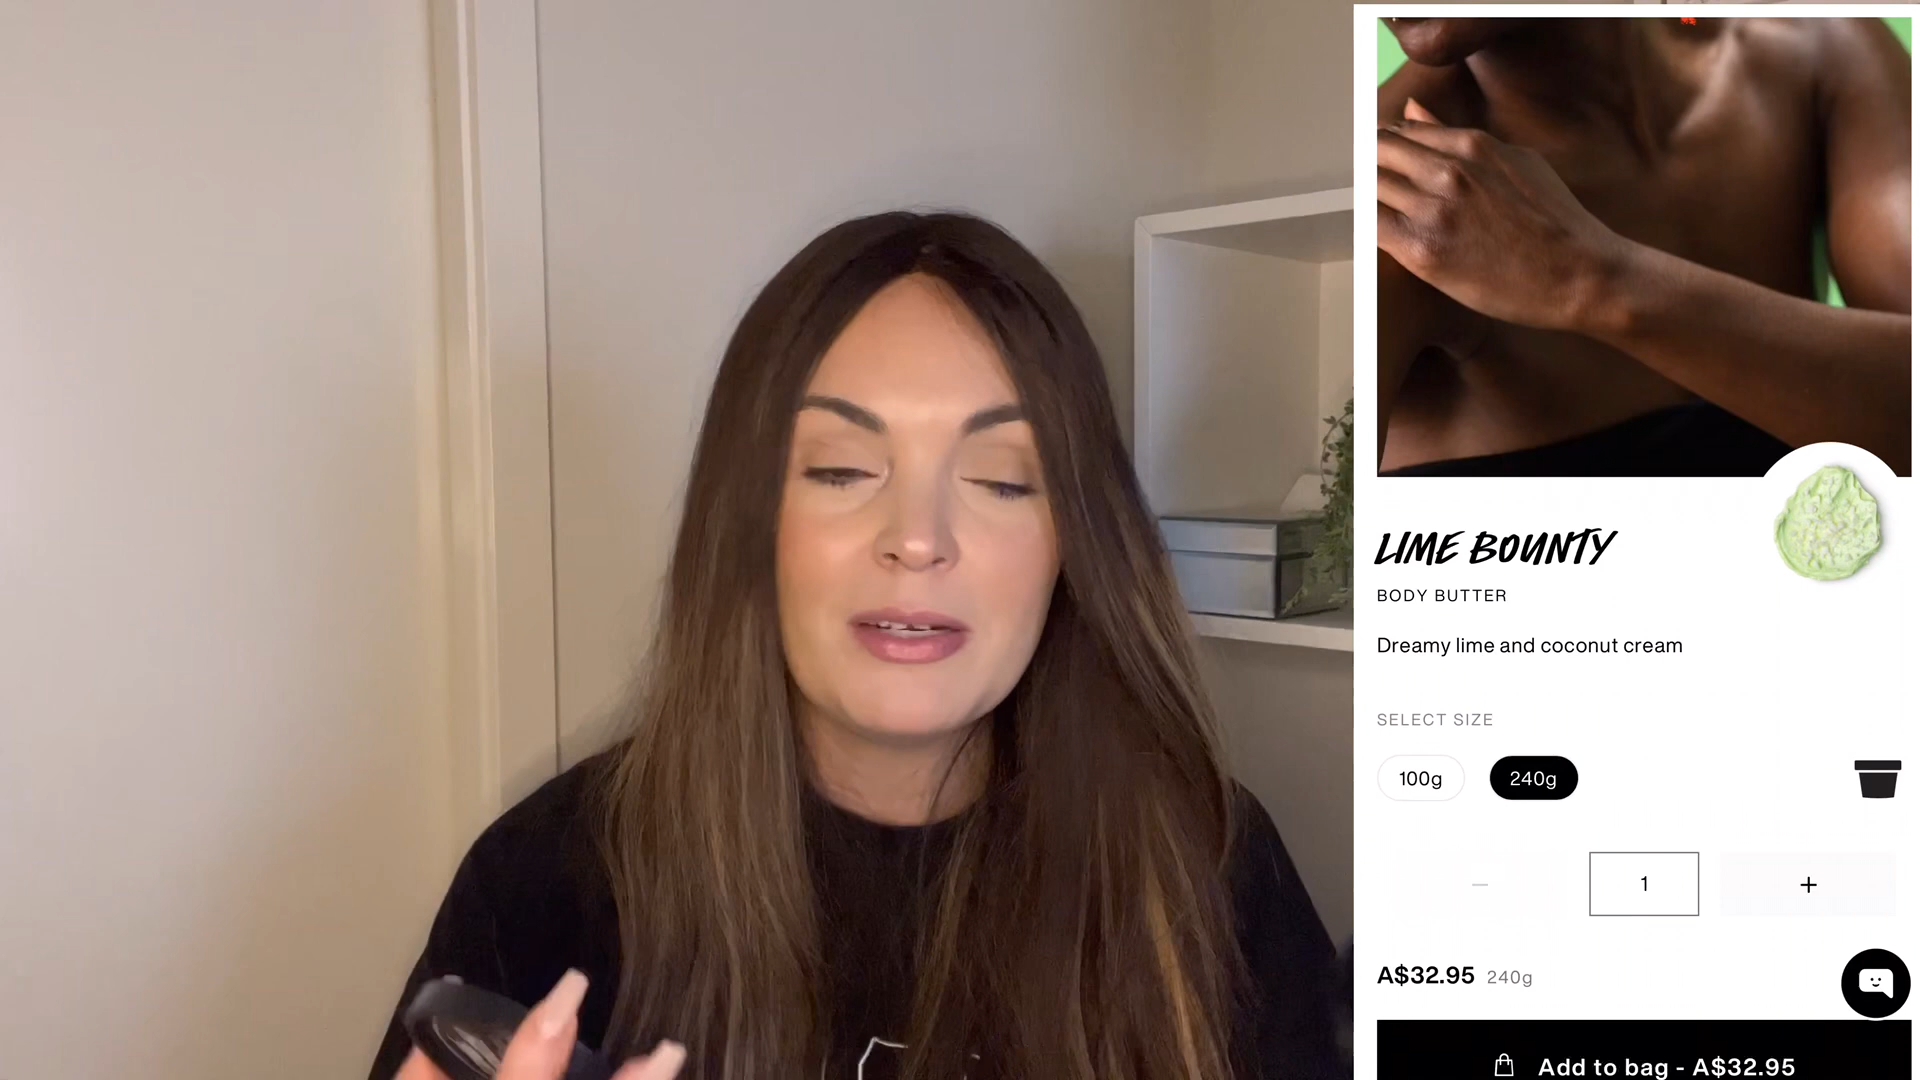 LIME BOUNTY
BODY BUTTER
Dreamy lime and coconut cream
SELECT SIZE
100g
240g
1
A$32.95 240g
Add to bag - A$32.95